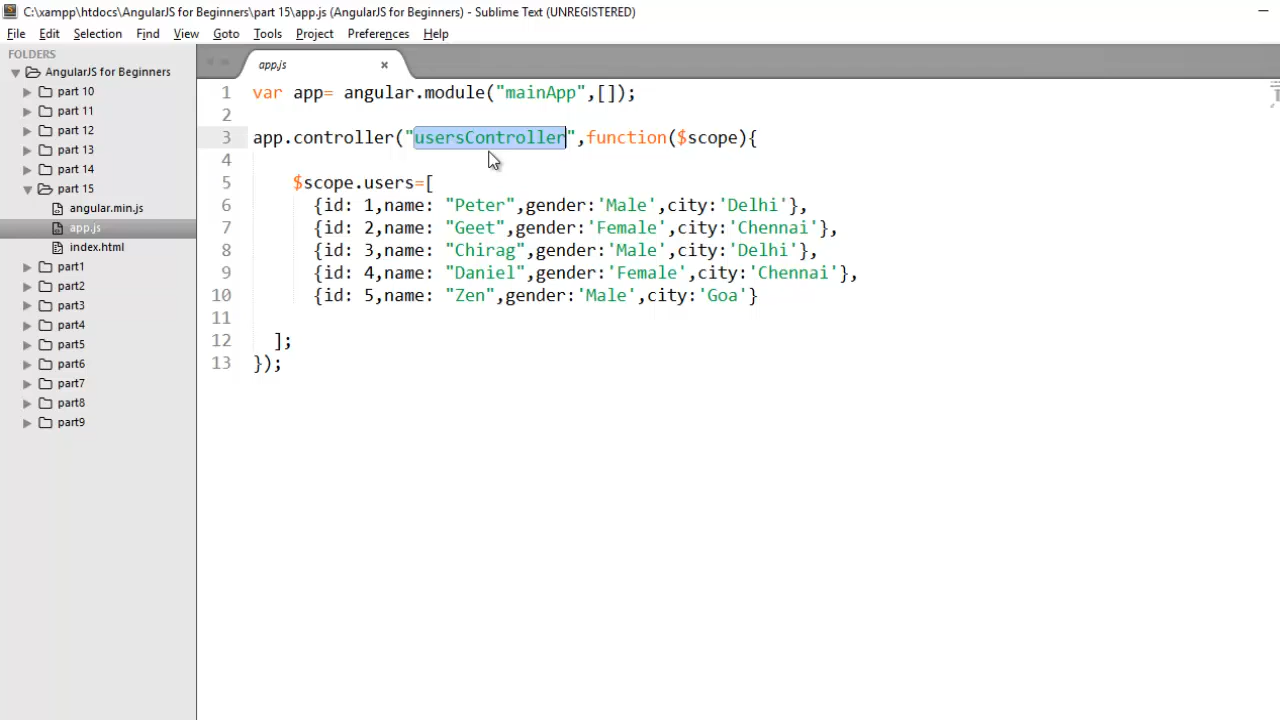 C:\xampp\htdocs\AngularJS for Beginners\part 15\app.js (AngularJS for Beginners) - Sublime Text (UNREGISTERED)
File Edit Selection Find View Goto Tools Project Preferences Help
FOLDERS
AngularJS for Beginners
part 10
part 11
part 12
part 13
part 14
part 15
angular.min.js
app.js
index.html
part1
part2
part3
part4
part5
part6
part7
part8
part9
app.js ×
1 var app= angular.module("mainApp",[]);
2
3 app.controller("usersController",function($scope){
4
5 $scope.users=[
6 {id: 1,name: "Peter",gender:'Male',city:'Delhi'},
7 {id: 2,name: "Geet",gender:'Female',city:'Chennai'},
8 {id: 3,name: "Chirag",gender:'Male',city:'Delhi'},
9 {id: 4,name: "Daniel",gender:'Female',city:'Chennai'},
10 {id: 5,name: "Zen",gender:'Male',city:'Goa'}
11
12 ];
13 });